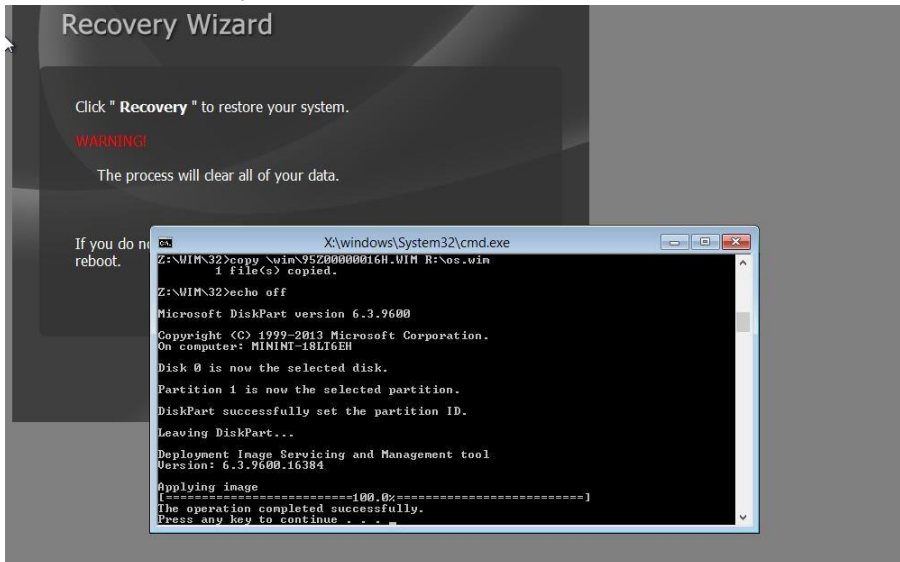 Recovery Wizard
Click " Recovery " to restore your system.
WARNING!
The process will clear all of your data.
If you do no
reboot.
X:\windows\System32\cmd.exe
Z:\WIM\32>copy \wim\95Z00000016H.WIM R:\os.wim
1 file(s) copied.
Z:\WIM\32>echo off
Microsoft DiskPart version 6.3.9600
Copyright (C) 1999-2013 Microsoft Corporation.
On computer: MININT-18LT6EH
Disk 0 is now the selected disk.
Partition 1 is now the selected partition.
DiskPart successfully set the partition ID.
Leaving DiskPart...
Deployment Image Servicing and Management tool
Version: 6.3.9600.16384
Applying image
[==========================100.0%==========================]
The operation completed successfully.
Press any key to continue . . .